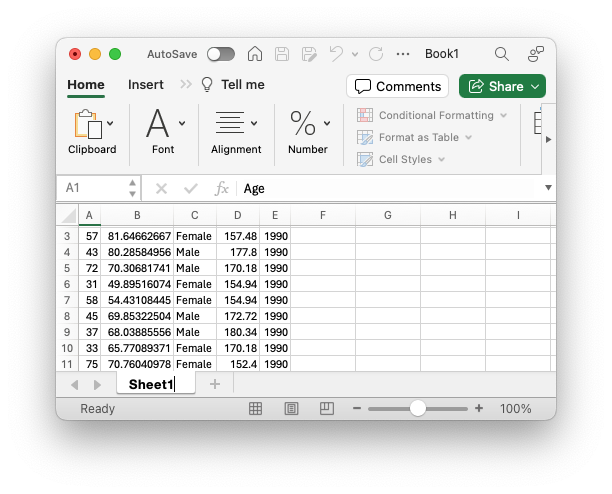 AutoSave ··· Book1
Home Insert >> Tell me Comments Share
Clipboard Font Alignment Number
Conditional Formatting
Format as Table
Cell Styles
A1 fx Age
A B C D E F G H I
3 57 81.64662667 Female 157.48 1990
4 43 80.28584956 Male 177.8 1990
5 72 70.30681741 Male 170.18 1990
6 31 49.89516074 Female 154.94 1990
7 58 54.43108445 Female 154.94 1990
8 45 69.85322504 Male 172.72 1990
9 37 68.03885556 Male 180.34 1990
10 33 65.77089371 Female 170.18 1990
11 75 70.76040978 Female 152.4 1990
Sheet1 +
Ready − + 100%